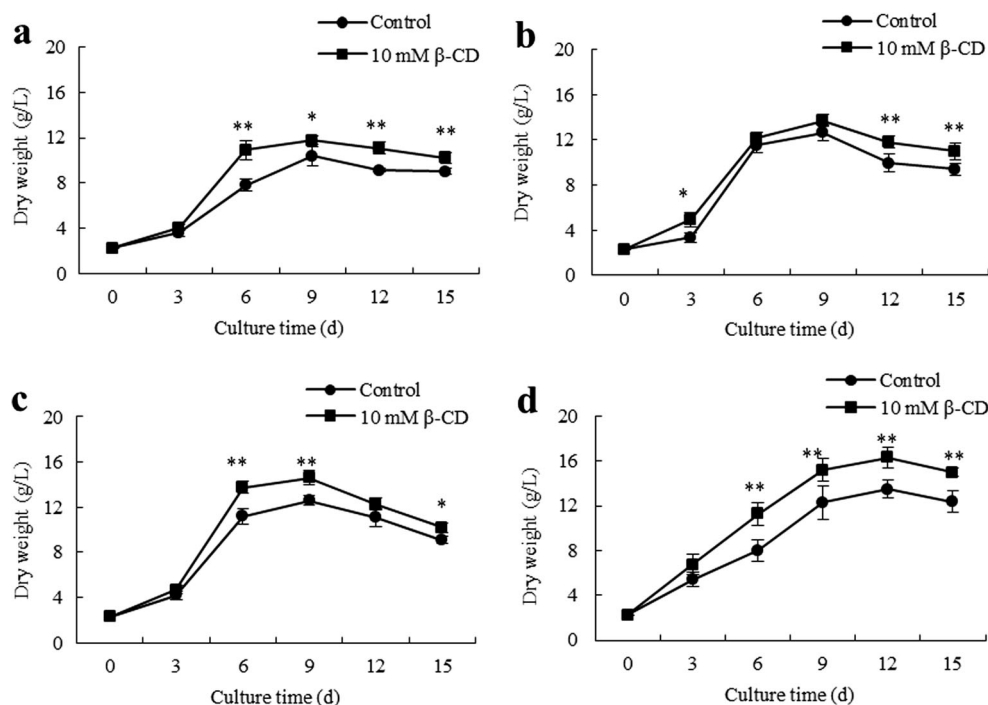 a
Control
10 mM β-CD
Dry weight (g/L)
20
16
12
8
4
0
** * ** **
0 3 6 9 12 15
Culture time (d)
b
Control
10 mM β-CD
Dry weight (g/L)
20
16
12
8
4
0
* ** **
0 3 6 9 12 15
Culture time (d)
c
Control
10 mM β-CD
Dry weight (g/L)
20
16
12
8
4
0
** ** *
0 3 6 9 12 15
Culture time (d)
d
Control
10 mM β-CD
Dry weight (g/L)
20
16
12
8
4
0
** ** ** **
0 3 6 9 12 15
Culture time (d)